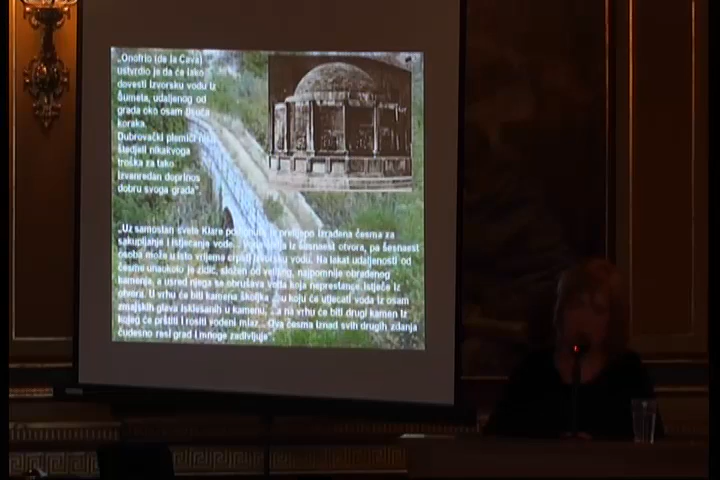 „Onofrio (de la Cava)
ustvrdio je da će lako
dovesti izvorsku vodu iz
Šumeta, udaljenog od
grada oko osam tisuća
koraka.
Dubrovački plemići nisu
štedjeli nikakvoga
troška za tako
izvanredan doprinos
dobru svoga grada“.
„Uz samostan svete Klare podignuta je prelijepo izrađena česma za
sakupljanje i istjecanje vode... iz šesnaest otvora, pa šesnaest
osoba može u isto vrijeme crpsti izvorsku vodu. Na lakat udaljenosti od
česme unaokolo je zidić, složen od velikog, najpomnije obrađenog
kamenja, a usred njega se obrušava voda koja neprestance istječe iz
otvora. U vrhu će biti kamena školjka u koju će utjecati voda iz osam
zmajskih glava isklesanih u kamenu, ...a na vrhu će biti drugi kamen iz
kojeg će prštiti i rositi vodeni mlaz... Ova česma iznad svih drugih zdanja
čudesno resi grad i mnoge zadivljuje“